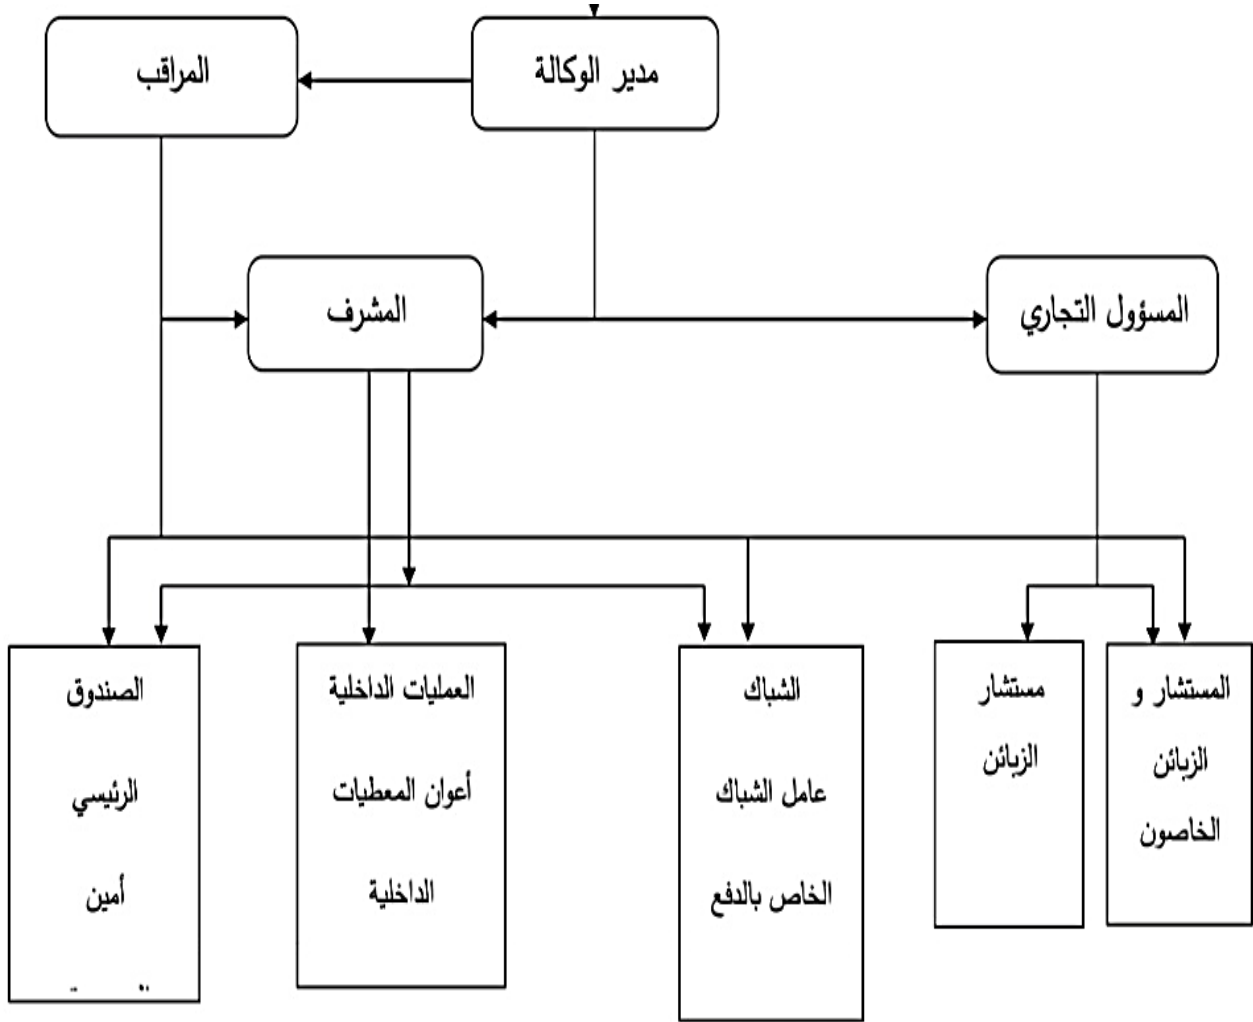 مدير الوكالة
المراقب
المسؤول التجاري
المشرف
المستشار و
الزبائن
الخاصون
مستشار
الزبائن
الشباك
عامل الشباك
الخاص بالدفع
العمليات الداخلية
أعوان المعطيات
الداخلية
الصندوق
الرئيسي
أمين